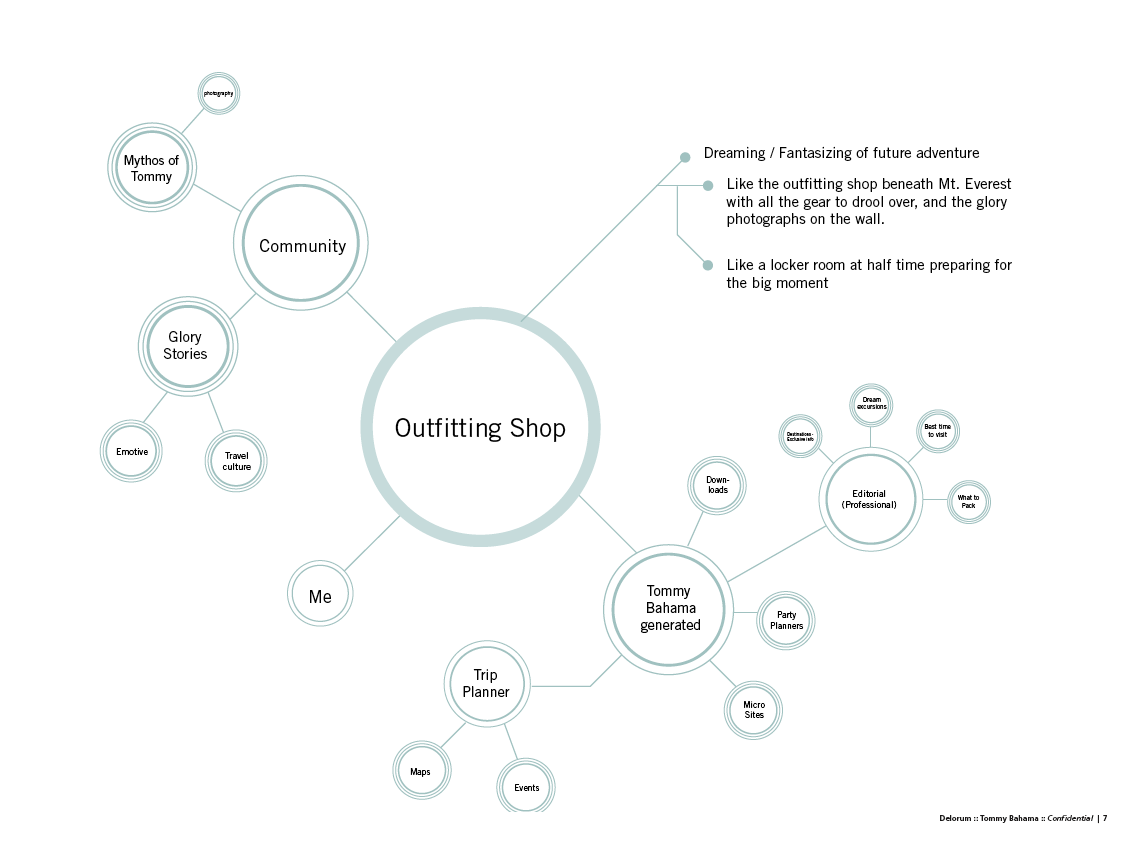 photography
Mythos of
Tommy
Community
Glory
Stories
Emotive
Travel
culture
Dreaming / Fantasizing of future adventure
Like the outfitting shop beneath Mt. Everest
with all the gear to drool over, and the glory
photographs on the wall.
Like a locker room at half time preparing for
the big moment
Outfitting Shop
Me
Dream
excursions
Destinations -
Exclusive info
Best time
to visit
Editorial
(Professional)
What to
Pack
Down-
loads
Tommy
Bahama
generated
Party
Planners
Micro
Sites
Trip
Planner
Maps
Events
Delorum :: Tommy Bahama :: Confidential | 7